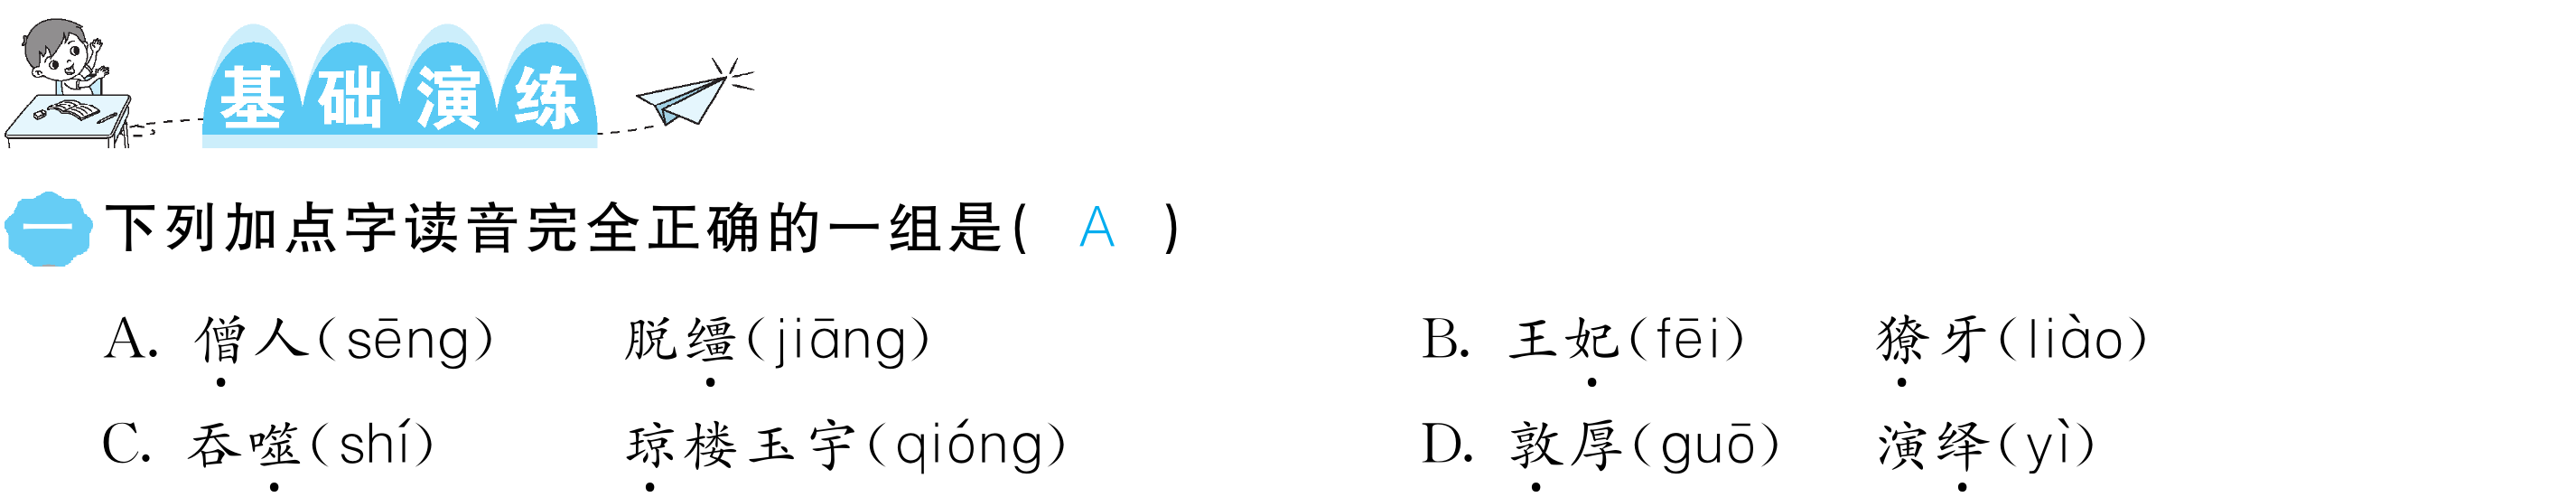 基础演练
一 下列加点字读音完全正确的一组是( A )
A. 僧人(sēng) 脱缰(jiāng) B. 王妃(fēi) 獠牙(liào)
C. 吞噬(shí) 琼楼玉宇(qióng) D. 敦厚(guō) 演绎(yì)